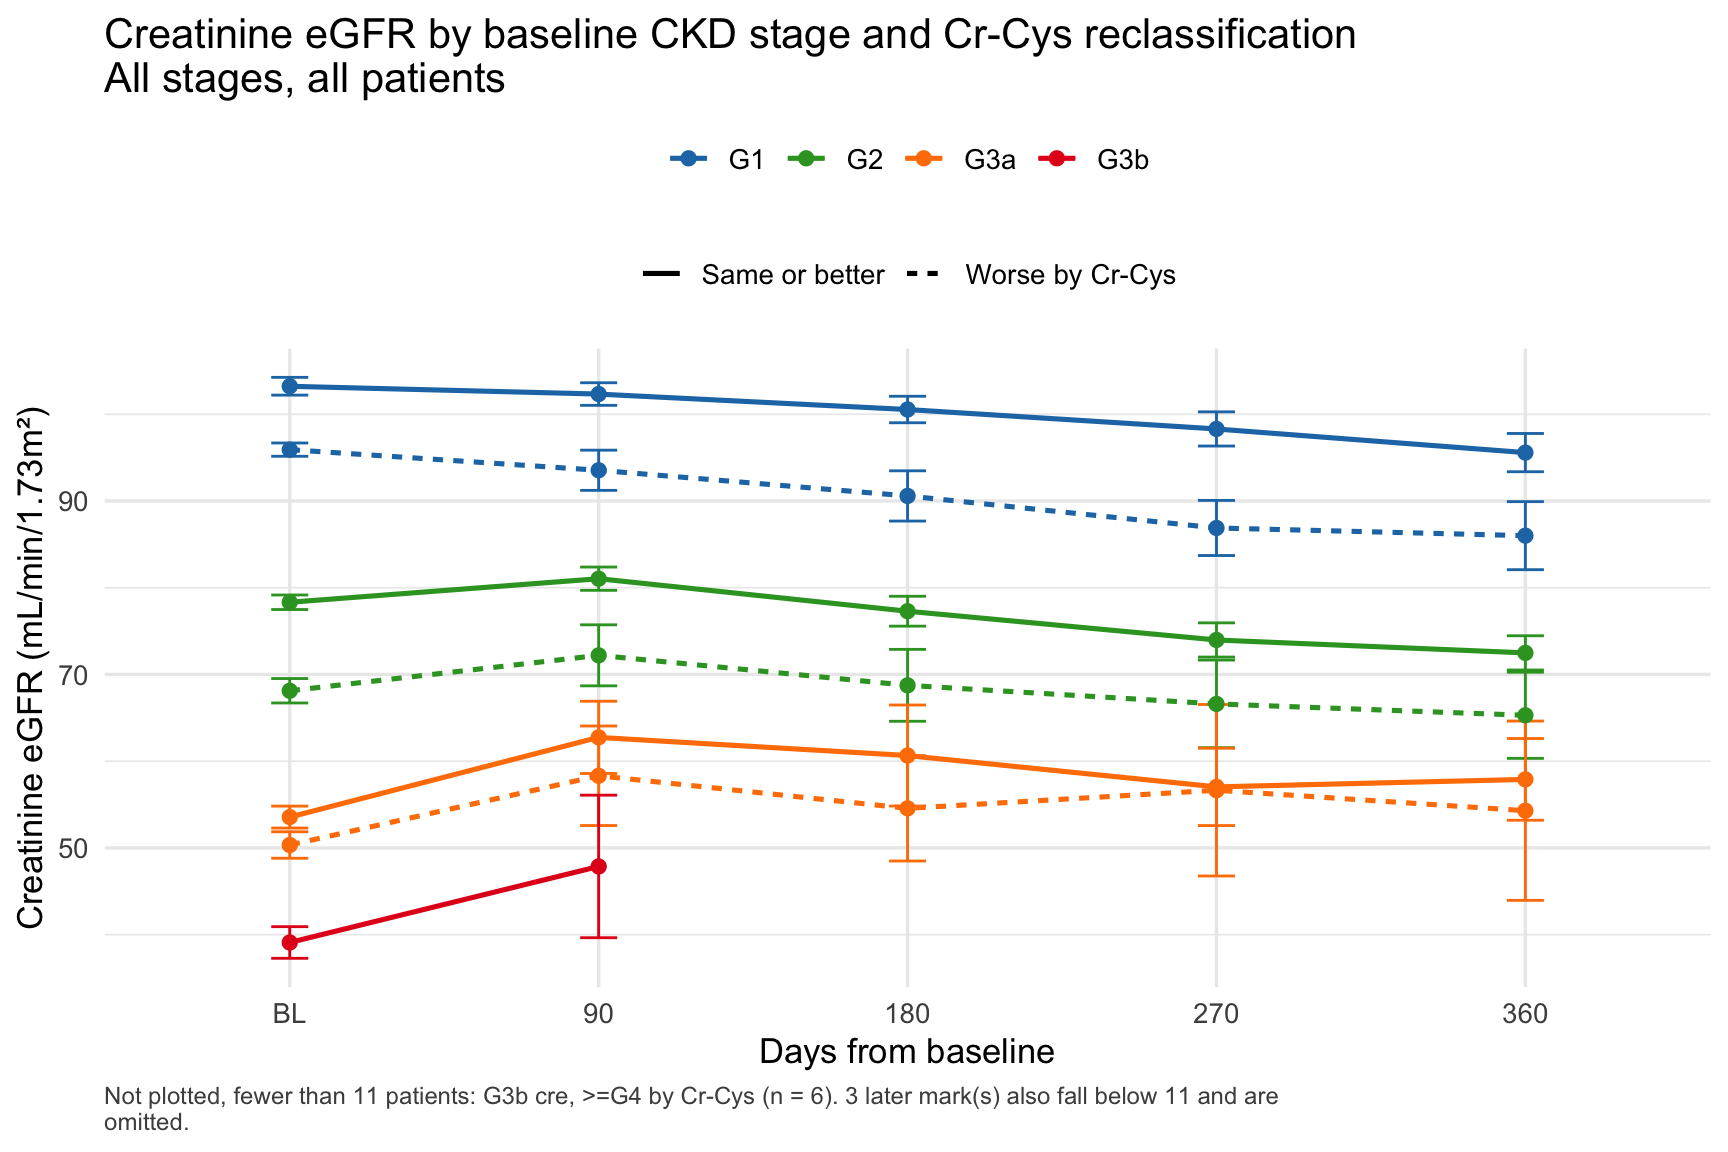 Creatinine eGFR by baseline CKD stage and Cr-Cys reclassification
All stages, all patients
G1 G2 G3a G3b
Same or better Worse by Cr-Cys
Creatinine eGFR (mL/min/1.73m²)
90
70
50
BL 90 180 270 360
Days from baseline
Not plotted, fewer than 11 patients: G3b cre, >=G4 by Cr-Cys (n = 6). 3 later mark(s) also fall below 11 and are
omitted.